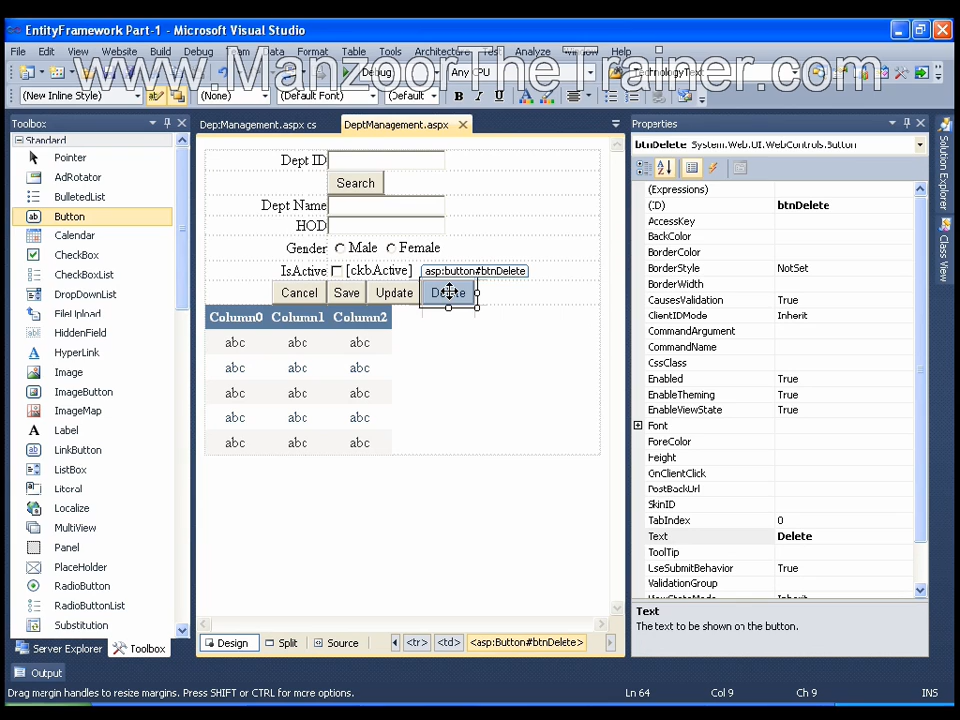 EntityFramework Part-1 - Microsoft Visual Studio
File Edit View Website Build Debug Team Data Format Table Tools Architecture Test Analyze Window Help
www.ManzoorTheTrainer.com
Debug Any CPU TechnologyText
(New Inline Style) (None) (Default Font) (Default B I U A
Toolbox
Standard
Pointer
AdRotator
BulletedList
Button
Calendar
CheckBox
CheckBoxList
DropDownList
FileUpload
HiddenField
HyperLink
Image
ImageButton
ImageMap
Label
LinkButton
ListBox
Literal
Localize
MultiView
Panel
PlaceHolder
RadioButton
RadioButtonList
Substitution
Server Explorer Toolbox
Output
Dep:Management.aspx cs DeptManagement.aspx
Dept ID
Search
Dept Name
HOD
Gender Male Female
IsActive [ckbActive] asp:button#btnDelete
Cancel Save Update Delete
Column0 Column1 Column2
abc abc abc
abc abc abc
abc abc abc
abc abc abc
abc abc abc
Design Split Source <tr> <td> <asp:Button#btnDelete>
Properties
btnDelete System.Web.UI.WebControls.Button
(Expressions)
(ID) btnDelete
AccessKey
BackColor
BorderColor
BorderStyle NotSet
BorderWidth
CausesValidation True
ClientIDMode Inherit
CommandArgument
CommandName
CssClass
Enabled True
EnableTheming True
EnableViewState True
Font
ForeColor
Height
OnClientClick
PostBackUrl
SkinID
TabIndex 0
Text Delete
ToolTip
UseSubmitBehavior True
ValidationGroup
ViewStateMode Inherit
Text
The text to be shown on the button.
Solution Explorer
Class View
Drag margin handles to resize margins. Press SHIFT or CTRL for more options. Ln 64 Col 9 Ch 9 INS